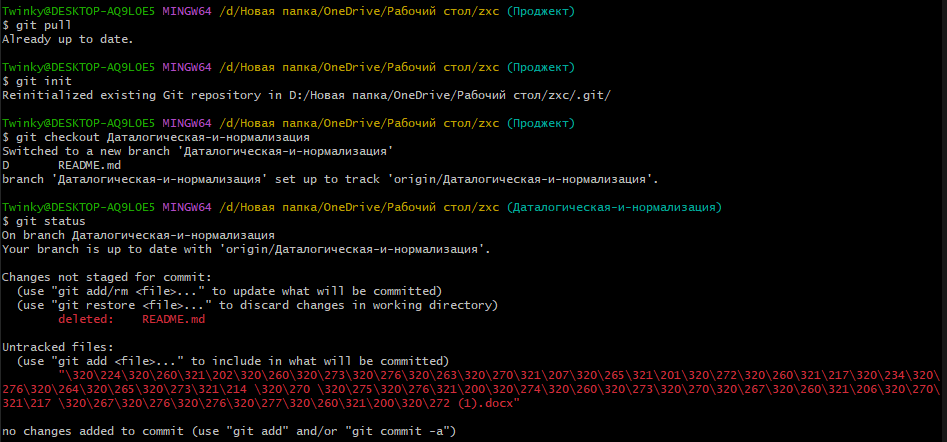 Twinky@DESKTOP-AQ9LOE5 MINGW64 /d/Новая папка/OneDrive/Рабочий стол/zxc (Проджект)
$ git pull
Already up to date.
Twinky@DESKTOP-AQ9LOE5 MINGW64 /d/Новая папка/OneDrive/Рабочий стол/zxc (Проджект)
$ git init
Reinitialized existing Git repository in D:/Новая папка/OneDrive/Рабочий стол/zxc/.git/
Twinky@DESKTOP-AQ9LOE5 MINGW64 /d/Новая папка/OneDrive/Рабочий стол/zxc (Проджект)
$ git checkout Даталогическая-и-нормализация
Switched to a new branch 'Даталогическая-и-нормализация'
D       README.md
branch 'Даталогическая-и-нормализация' set up to track 'origin/Даталогическая-и-нормализация'.
Twinky@DESKTOP-AQ9LOE5 MINGW64 /d/Новая папка/OneDrive/Рабочий стол/zxc (Даталогическая-и-нормализация)
$ git status
On branch Даталогическая-и-нормализация
Your branch is up to date with 'origin/Даталогическая-и-нормализация'.
Changes not staged for commit:
  (use "git add/rm <file>..." to update what will be committed)
  (use "git restore <file>..." to discard changes in working directory)
        deleted:    README.md
Untracked files:
  (use "git add <file>..." to include in what will be committed)
        "\320\224\320\260\321\202\320\260\320\273\320\276\320\263\320\270\321\207\320\265\321\201\320\272\320\260\321\217\320\234\320\
276\320\264\320\265\320\273\321\214 \320\270 \320\275\320\276\321\200\320\274\320\260\320\273\320\270\320\267\320\260\321\206\320\270\
321\217 \320\267\320\276\320\276\320\277\320\260\321\200\320\272 (1).docx"
no changes added to commit (use "git add" and/or "git commit -a")